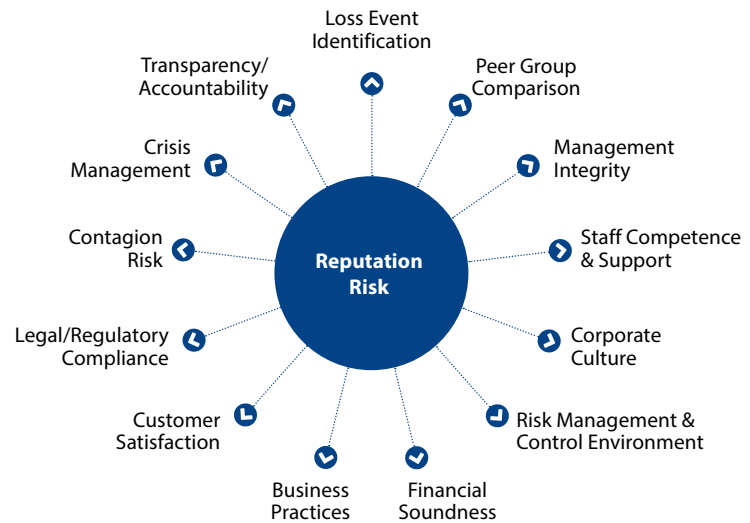 Loss Event
Identification
Peer Group
Comparison
Management
Integrity
Staff Competence
& Support
Corporate
Culture
Risk Management &
Control Environment
Financial
Soundness
Business
Practices
Customer
Satisfaction
Legal/Regulatory
Compliance
Contagion
Risk
Crisis
Management
Transparency/
Accountability
Reputation
Risk